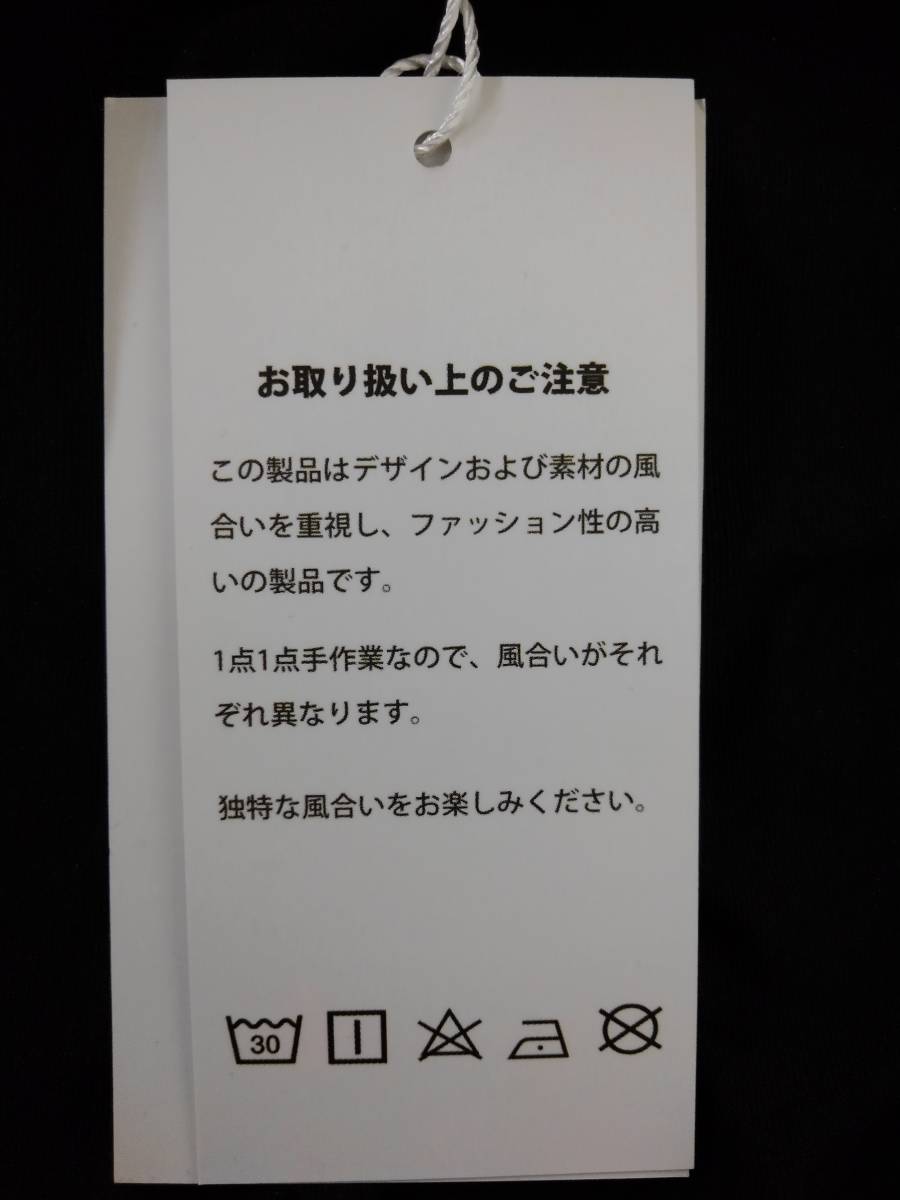 お取り扱い上のご注意
この製品はデザインおよび素材の風
合いを重視し、ファッション性の高
いの製品です。
1点1点手作業なので、風合いがそれ
ぞれ異なります。
独特な風合いをお楽しみください。
30